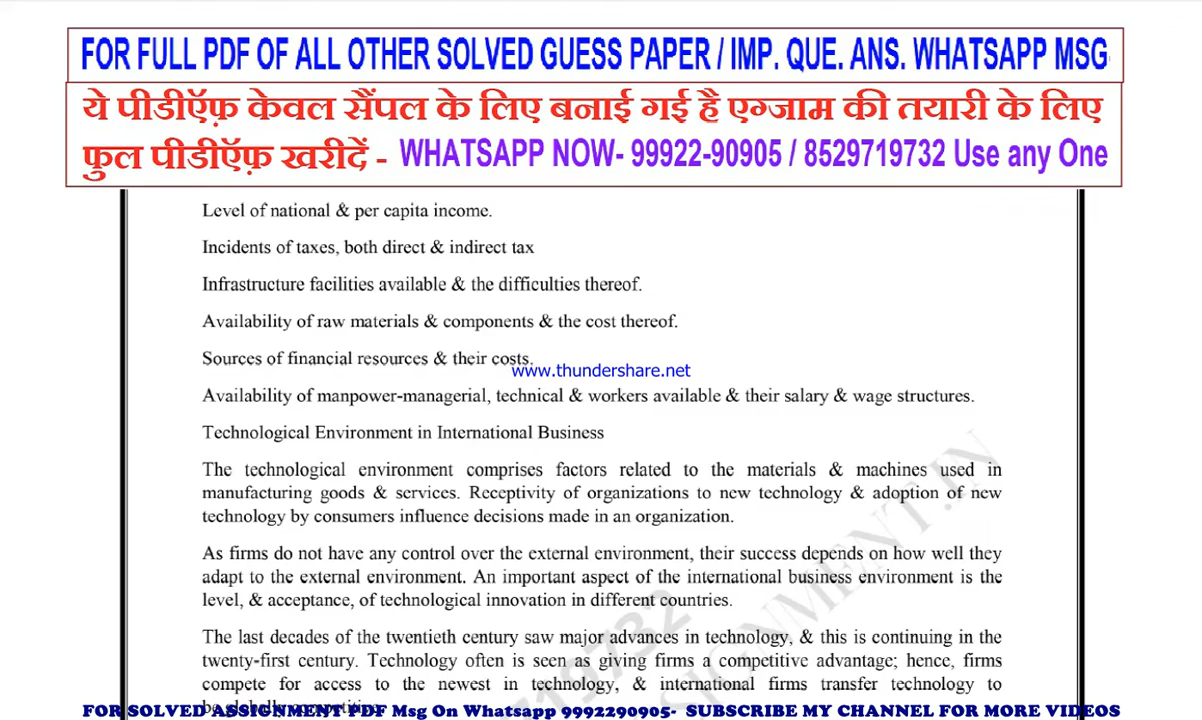 FOR FULL PDF OF ALL OTHER SOLVED GUESS PAPER / IMP. QUE. ANS. WHATSAPP MSG
ये पीडीऍफ़ केवल सैंपल के लिए बनाई गई है एग्जाम की तयारी के लिए
फुल पीडीऍफ़ खरीदें - WHATSAPP NOW- 99922-90905 / 8529719732 Use any One
Level of national & per capita income.
Incidents of taxes, both direct & indirect tax
Infrastructure facilities available & the difficulties thereof.
Availability of raw materials & components & the cost thereof.
Sources of financial resources & their costs.
www.thundershare.net
Availability of manpower-managerial, technical & workers available & their salary & wage structures.
Technological Environment in International Business
The technological environment comprises factors related to the materials & machines used in
manufacturing goods & services. Receptivity of organizations to new technology & adoption of new
technology by consumers influence decisions made in an organization.
As firms do not have any control over the external environment, their success depends on how well they
adapt to the external environment. An important aspect of the international business environment is the
level, & acceptance, of technological innovation in different countries.
The last decades of the twentieth century saw major advances in technology, & this is continuing in the
twenty-first century. Technology often is seen as giving firms a competitive advantage; hence, firms
compete for access to the newest in technology, & international firms transfer technology to
be globally competitive.
FOR SOLVED ASSIGNMENT PDF Msg On Whatsapp 9992290905- SUBSCRIBE MY CHANNEL FOR MORE VIDEOS
719732
SIGNMENT.IN